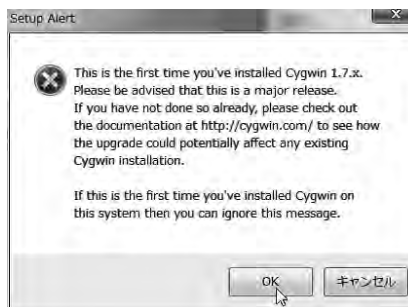 Setup Alert
This is the first time you've installed Cygwin 1.7.x.
Please be advised that this is a major release.
If you have not done so already, please check out
the documentation at http://cygwin.com/ to see how
the upgrade could potentially affect any existing
Cygwin installation.
If this is the first time you've installed Cygwin on
this system then you can ignore this message.
OK
キャンセル